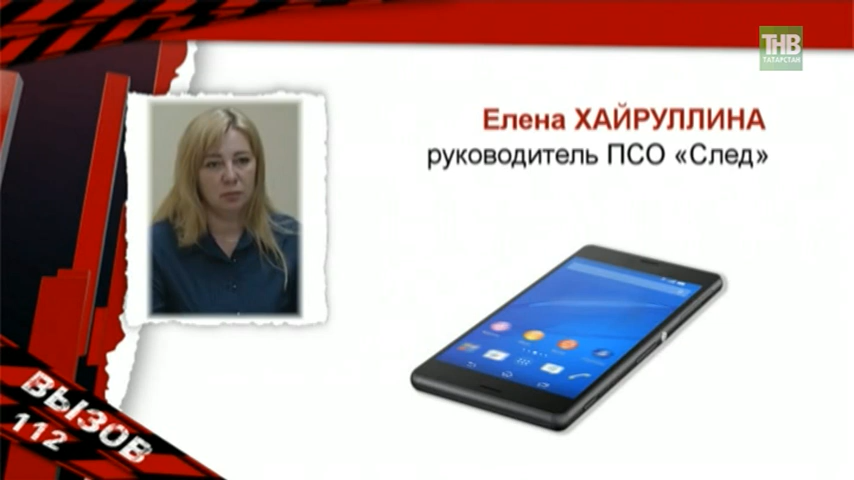 ТНВ
ТАТАРСТАН
Елена ХАЙРУЛЛИНА
руководитель ПСО «След»
ВЫЗОВ
112